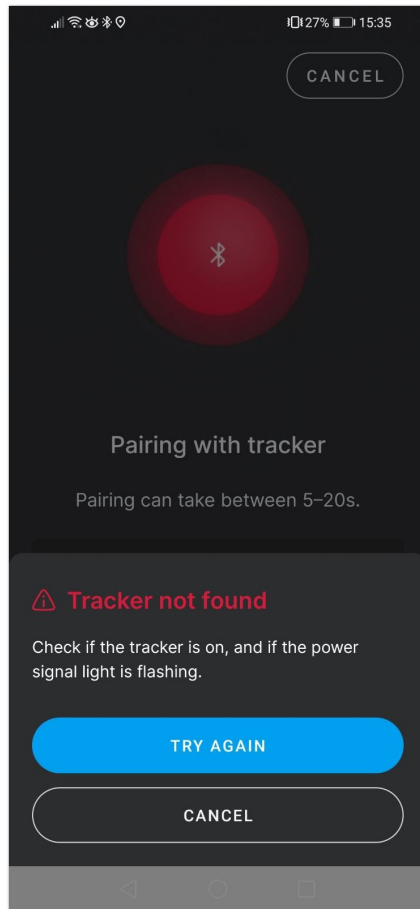 27% 15:35
CANCEL
Pairing with tracker
Pairing can take between 5–20s.
Tracker not found
Check if the tracker is on, and if the power
signal light is flashing.
TRY AGAIN
CANCEL